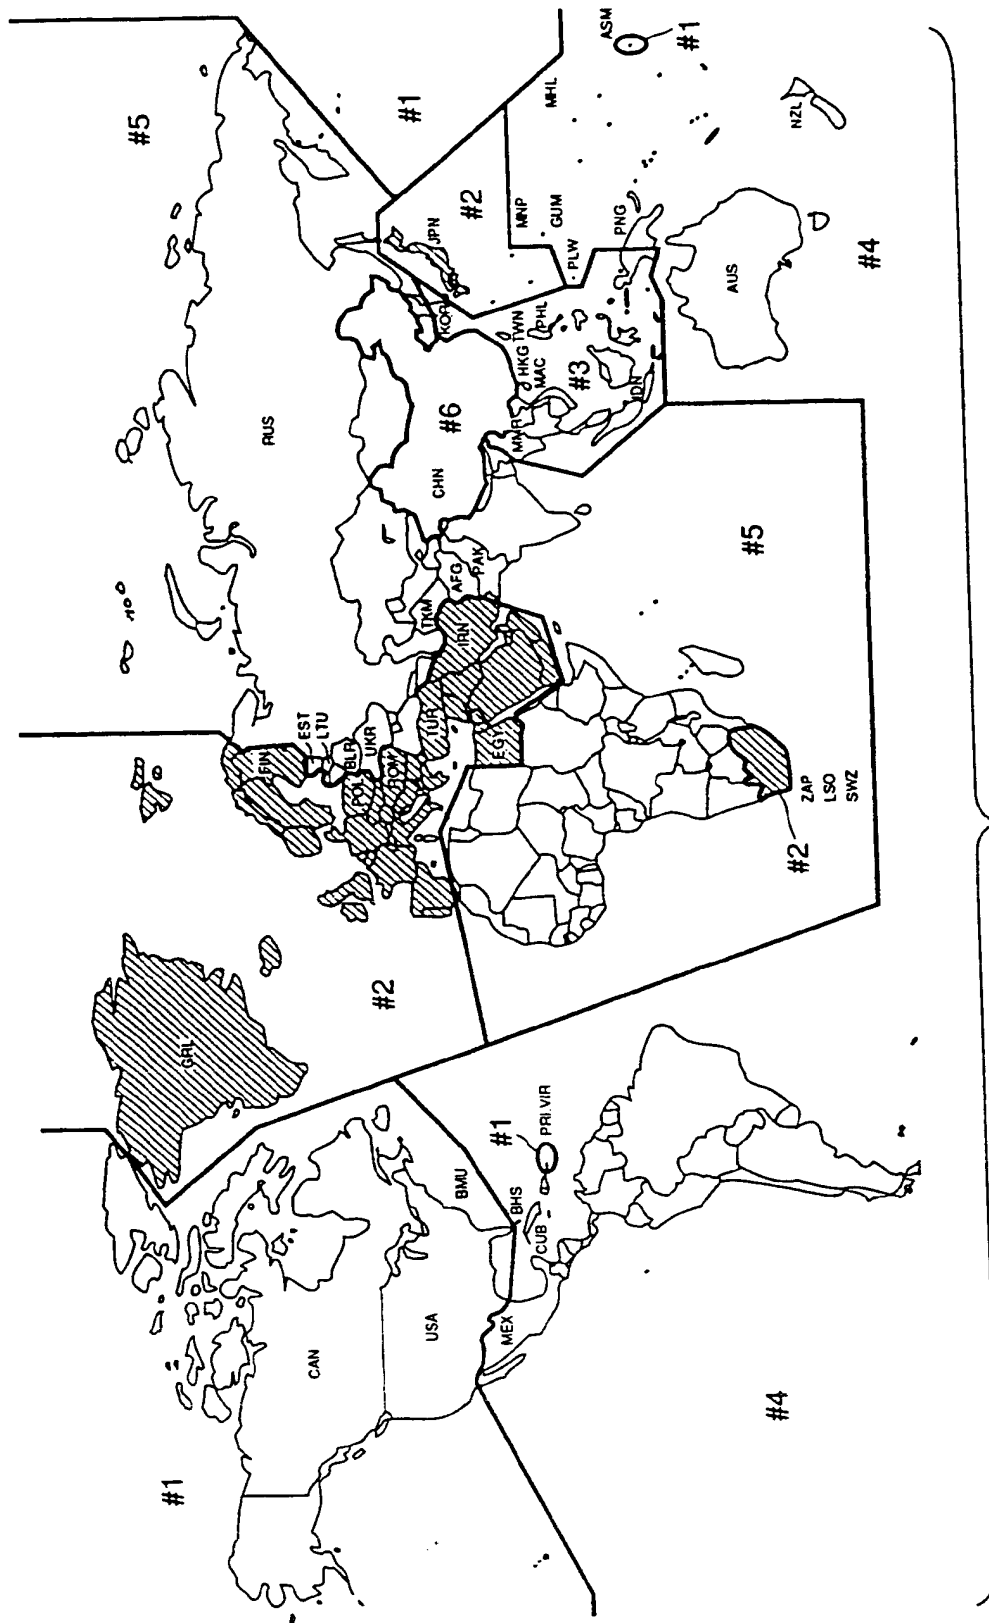 #1
CAN
USA
MEX
#4
BMU
BHS
CUB
#1
PRI.VIR
GRL
#2
FIN
EST
LTU
BLR
UKR
POL
ROM
TUR
EGY
IRN
TKM
AFG
PAK
#2
ZAP
LSO
SWZ
#5
RUS
#5
CHN
#6
KOR
JPN
#2
#1
MMR
HKG
MAC
TWN
PHL
#3
IDN
MNP
GUM
PLW
MHL
PNG
AUS
#4
NZL
ASM
#1